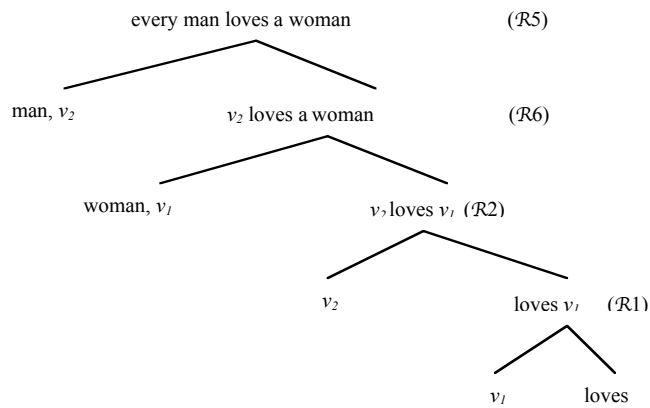 every man loves a woman (ℛ5)
man, v₂
v₂ loves a woman (ℛ6)
woman, v₁
v₂ loves v₁ (ℛ2)
v₂
loves v₁ (ℛ1)
v₁ loves